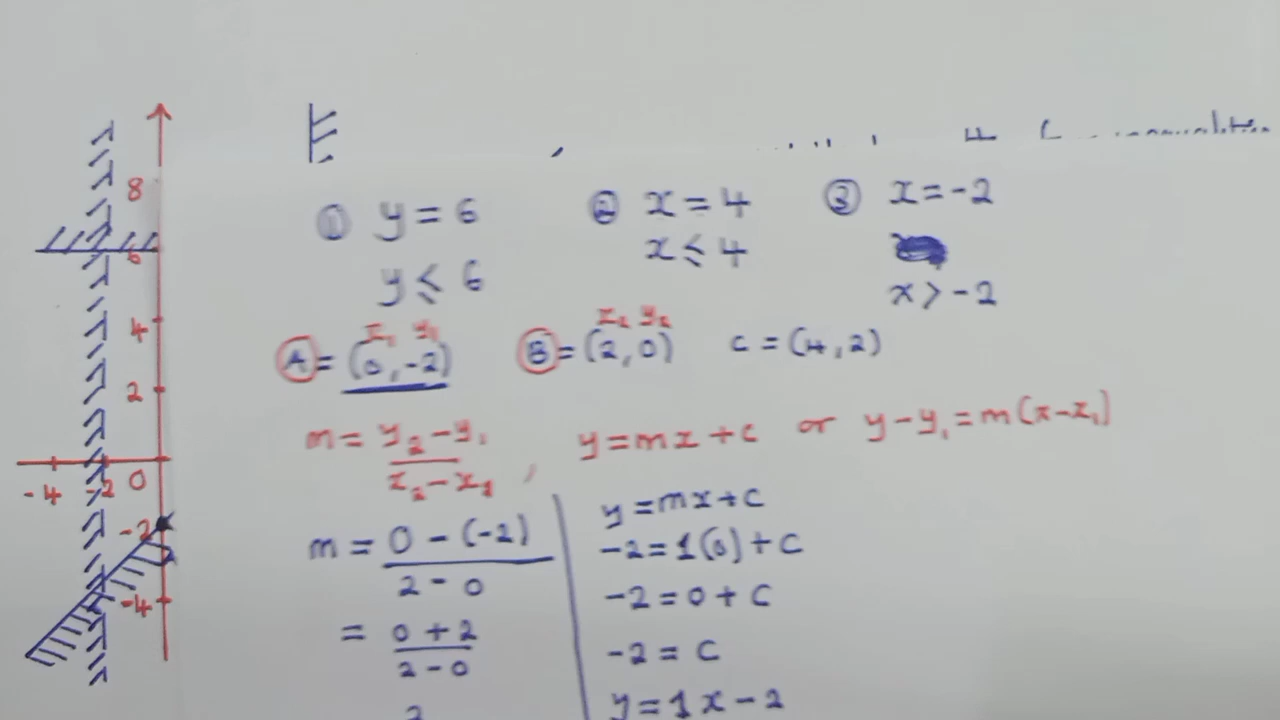 ① y = 6
y ≤ 6
② x = 4
x ≤ 4
③ x = -2
x > -2
x₁ y₁
A = (0, -2)
x₂ y₂
B = (2, 0)
c = (4, 2)
m = y₂ - y₁ / x₂ - x₁ , y = mx + c or y - y₁ = m(x - x₁)
m = 0 - (-2) / 2 - 0
= 0 + 2 / 2 - 0
2
y = mx + c
-2 = 1(0) + c
-2 = 0 + c
-2 = c
y = 1x - 2
8
6
4
2
-4 -2 0
-2
-4